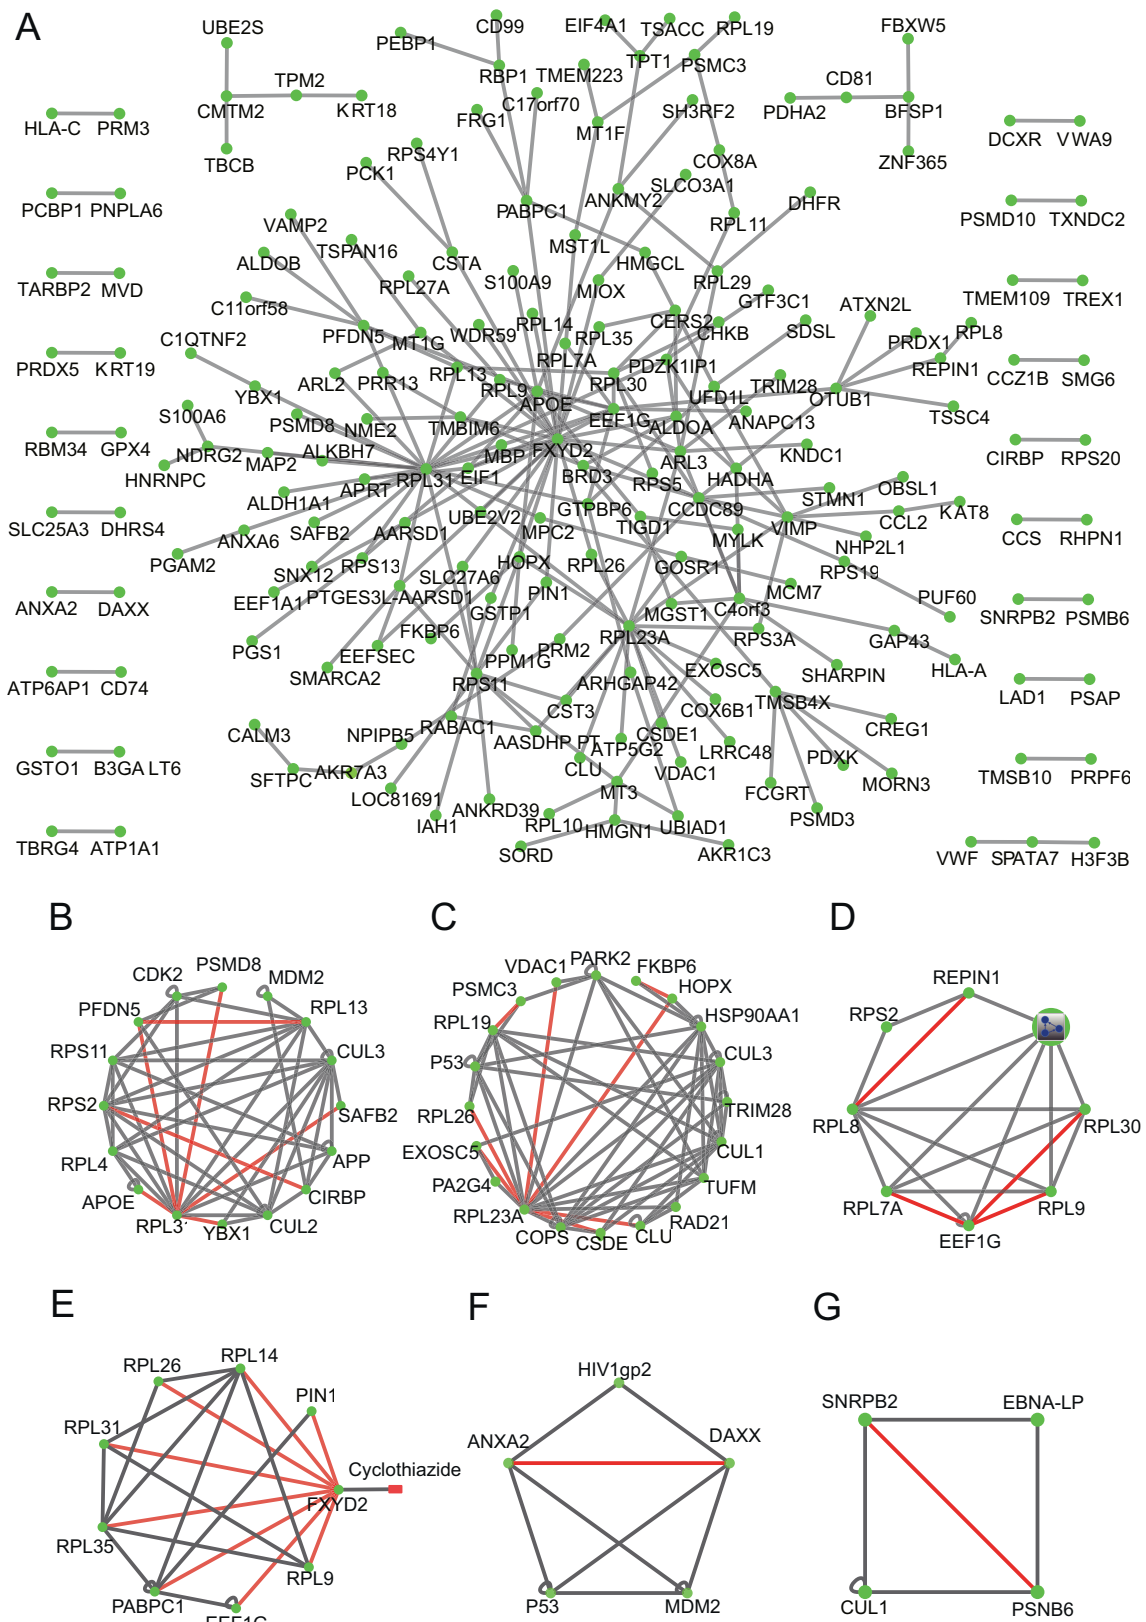 A
UBE2S
TPM2
CMTM2
KRT18
TBCB
PEBP1
CD99
RBP1
EIF4A1
TSACC
RPL19
TPT1
PSMC3
TMEM223
C17orf70
FRG1
MT1F
SH3RF2
FBXW5
CD81
PDHA2
BFSP1
ZNF365
HLA-C PRM3
DCXR VWA9
RPS4Y1
PCK1
COX8A
SLCO3A1
PCBP1 PNPLA6
PABPC1
ANKMY2
DHFR
PSMD10 TXNDC2
VAMP2
RPL11
TSPAN16
MST1L
ALDOB
CSTA
HMGCL
TARBP2 MVD
RPL27A
S100A9
MIOX
RPL29
TMEM109 TREX1
C11orf58
GTF3C1
ATXN2L
PFDN5
MT1G
WDR59
RPL14
RPL35
CERS2
CHKB
SDSL
PRDX1
RPL8
C1QTNF2
RPL7A
PDZK1IP1
REPIN1
PRDX5 KRT19
ARL2
PRR13
RPL13
RPL9
RPL30
UFD1L
TRIM28
OTUB1
CCZ1B SMG6
YBX1
APOE
S100A6
PSMD8
NME2
TMBIM6
EEF1G
ALDOA
ANAPC13
TSSC4
RBM34 GPX4
NDRG2
MAP2
ALKBH7
MBP
FXYD2
ARL3
KNDC1
CIRBP RPS20
HNRNPC
RPL31
EIF1
BRD3
RPS5
HADHA
ALDH1A1
APRT
GTPBP6
CCDC89
STMN1
OBSL1
SLC25A3 DHRS4
UBE2V2
TIGD1
VIMP
CCL2
KAT8
CCS RHPN1
ANXA6
SAFB2
AARSD1
MPC2
MYLK
NHP2L1
PGAM2
SNX12
RPS13
SLC27A6
HOPX
RPL26
GOSR1
RPS19
ANXA2 DAXX
EEF1A1
PTGES3L-AARSD1
GSTP1
PIN1
MGST1
C4orf3
MCM7
PUF60
SNRPB2 PSMB6
PGS1
FKBP6
RPL23A
RPS3A
GAP43
EEFSEC
PPM1G
PRM2
HLA-A
ATP6AP1 CD74
SMARCA2
RPS11
ARHGAP42
EXOSC5
SHARPIN
LAD1 PSAP
CST3
COX6B1
TMSB4X
CALM3
NPIPB5
RABAC1
AASDHPPT
CSDE1
CREG1
ATP5G2
LRRC48
GSTO1 B3GALT6
SFTPC
AKR7A3
CLU
VDAC1
PDXK
TMSB10 PRPF6
LOC81691
MT3
FCGRT
MORN3
ANKRD39
IAH1
RPL10
HMGN1
UBIAD1
PSMD3
TBRG4 ATP1A1
SORD
AKR1C3
VWF SPATA7 H3F3B
B
PSMD8
CDK2
MDM2
PFDN5
RPL13
RPS11
CUL3
RPS2
SAFB2
RPL4
APP
APOE
CIRBP
RPL31
YBX1
CUL2
C
PARK2
VDAC1
FKBP6
PSMC3
HOPX
RPL19
HSP90AA1
P53
CUL3
RPL26
TRIM28
EXOSC5
CUL1
PA2G4
TUFM
RPL23A
RAD21
COPS
CSDE
CLU
D
REPIN1
RPS2
RPL8
RPL30
RPL7A
RPL9
EEF1G
E
RPL14
RPL26
PIN1
RPL31
Cyclothiazide
FXYD2
RPL35
RPL9
PABPC1
EEF1G
F
HIV1gp2
ANXA2
DAXX
P53
MDM2
G
SNRPB2
EBNA-LP
CUL1
PSNB6